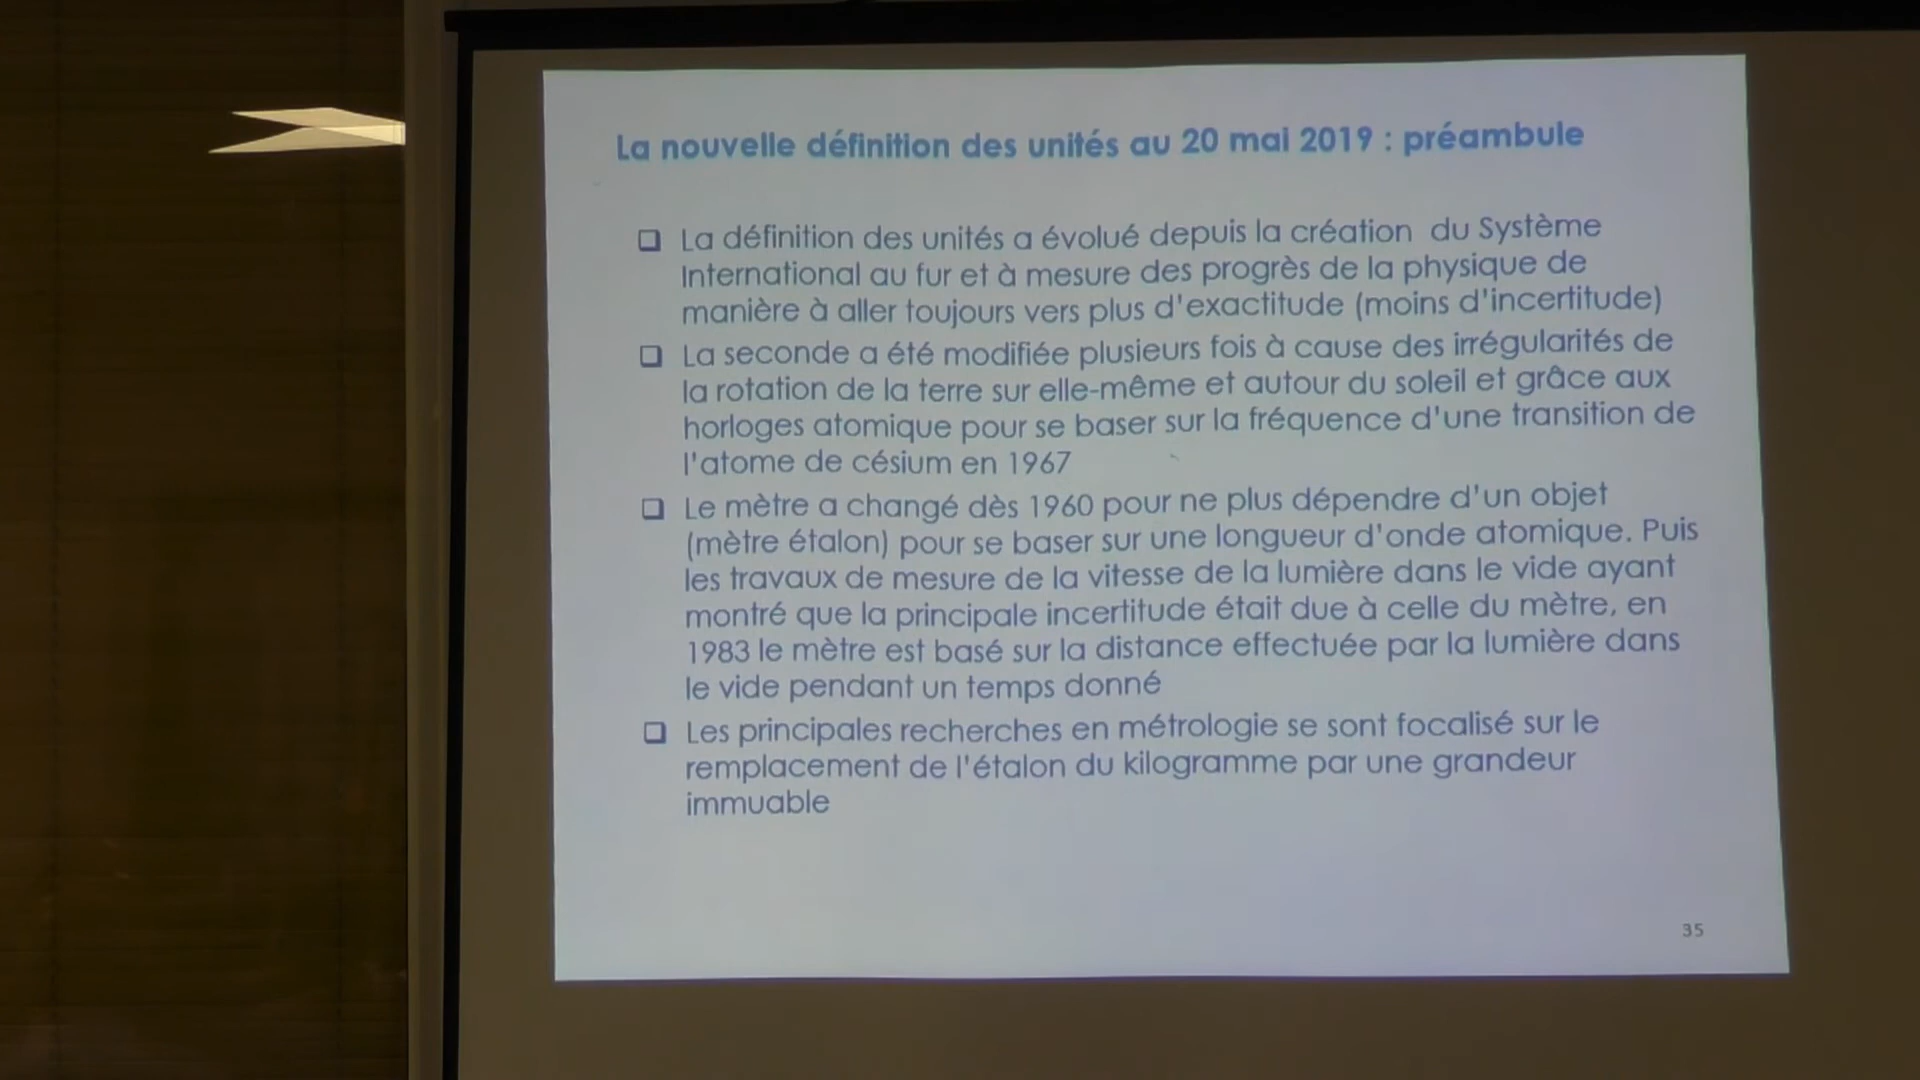 La nouvelle définition des unités au 20 mai 2019 : préambule
❑ La définition des unités a évolué depuis la création du Système
International au fur et à mesure des progrès de la physique de
manière à aller toujours vers plus d'exactitude (moins d'incertitude)
❑ La seconde a été modifiée plusieurs fois à cause des irrégularités de
la rotation de la terre sur elle-même et autour du soleil et grâce aux
horloges atomique pour se baser sur la fréquence d'une transition de
l'atome de césium en 1967
❑ Le mètre a changé dès 1960 pour ne plus dépendre d'un objet
(mètre étalon) pour se baser sur une longueur d'onde atomique. Puis
les travaux de mesure de la vitesse de la lumière dans le vide ayant
montré que la principale incertitude était due à celle du mètre, en
1983 le mètre est basé sur la distance effectuée par la lumière dans
le vide pendant un temps donné
❑ Les principales recherches en métrologie se sont focalisé sur le
remplacement de l'étalon du kilogramme par une grandeur
immuable
35